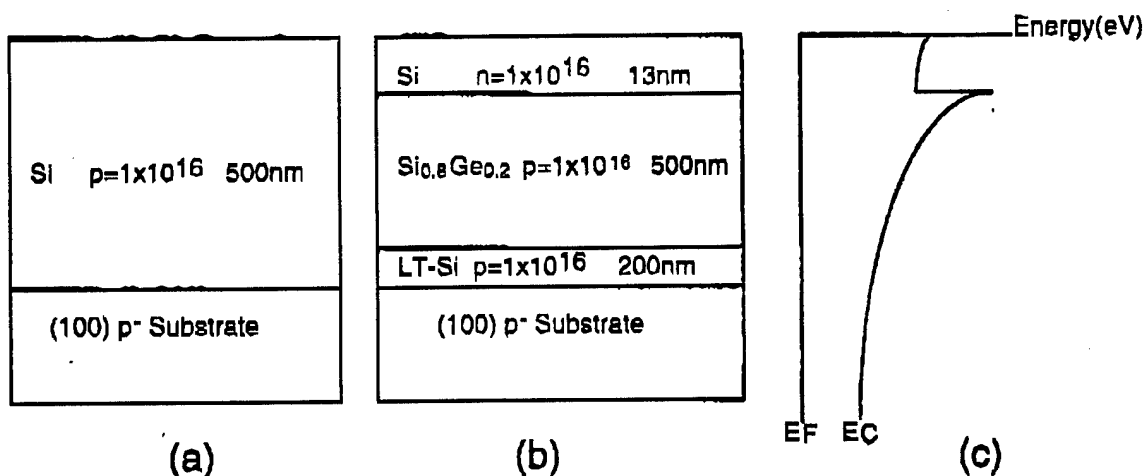 Si p=1x10^16 500nm
(100) p- Substrate
(a)
Si n=1x10^16 13nm
Si0.8Ge0.2 p=1x10^16 500nm
LT-Si p=1x10^16 200nm
(100) p- Substrate
(b)
Energy(eV)
EF EC
(c)